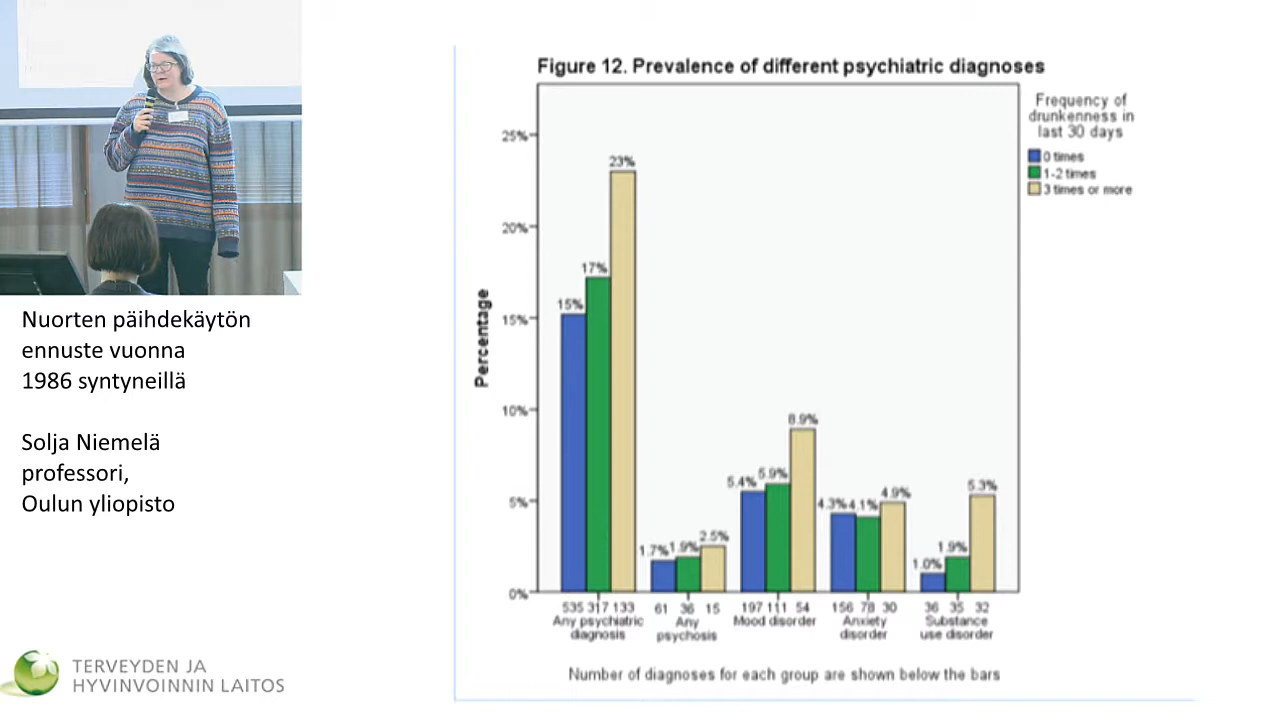 Nuorten päihdekäytön
ennuste vuonna
1986 syntyneillä
Solja Niemelä
professori,
Oulun yliopisto
TERVEYDEN JA
HYVINVOINNIN LAITOS
Figure 12. Prevalence of different psychiatric diagnoses
Frequency of
drunkenness in
last 30 days
0 times
1-2 times
3 times or more
Percentage
25%
20%
15%
10%
5%
0%
15% 17% 23%
1.7% 1.9% 2.5%
5.4% 5.9% 8.9%
4.3% 4.1% 4.9%
1.0% 1.9% 5.3%
535 317 133 61 36 15 197 111 54 156 78 30 36 35 32
Any psychiatric
diagnosis
Any
psychosis
Mood disorder
Anxiety
disorder
Substance
use disorder
Number of diagnoses for each group are shown below the bars